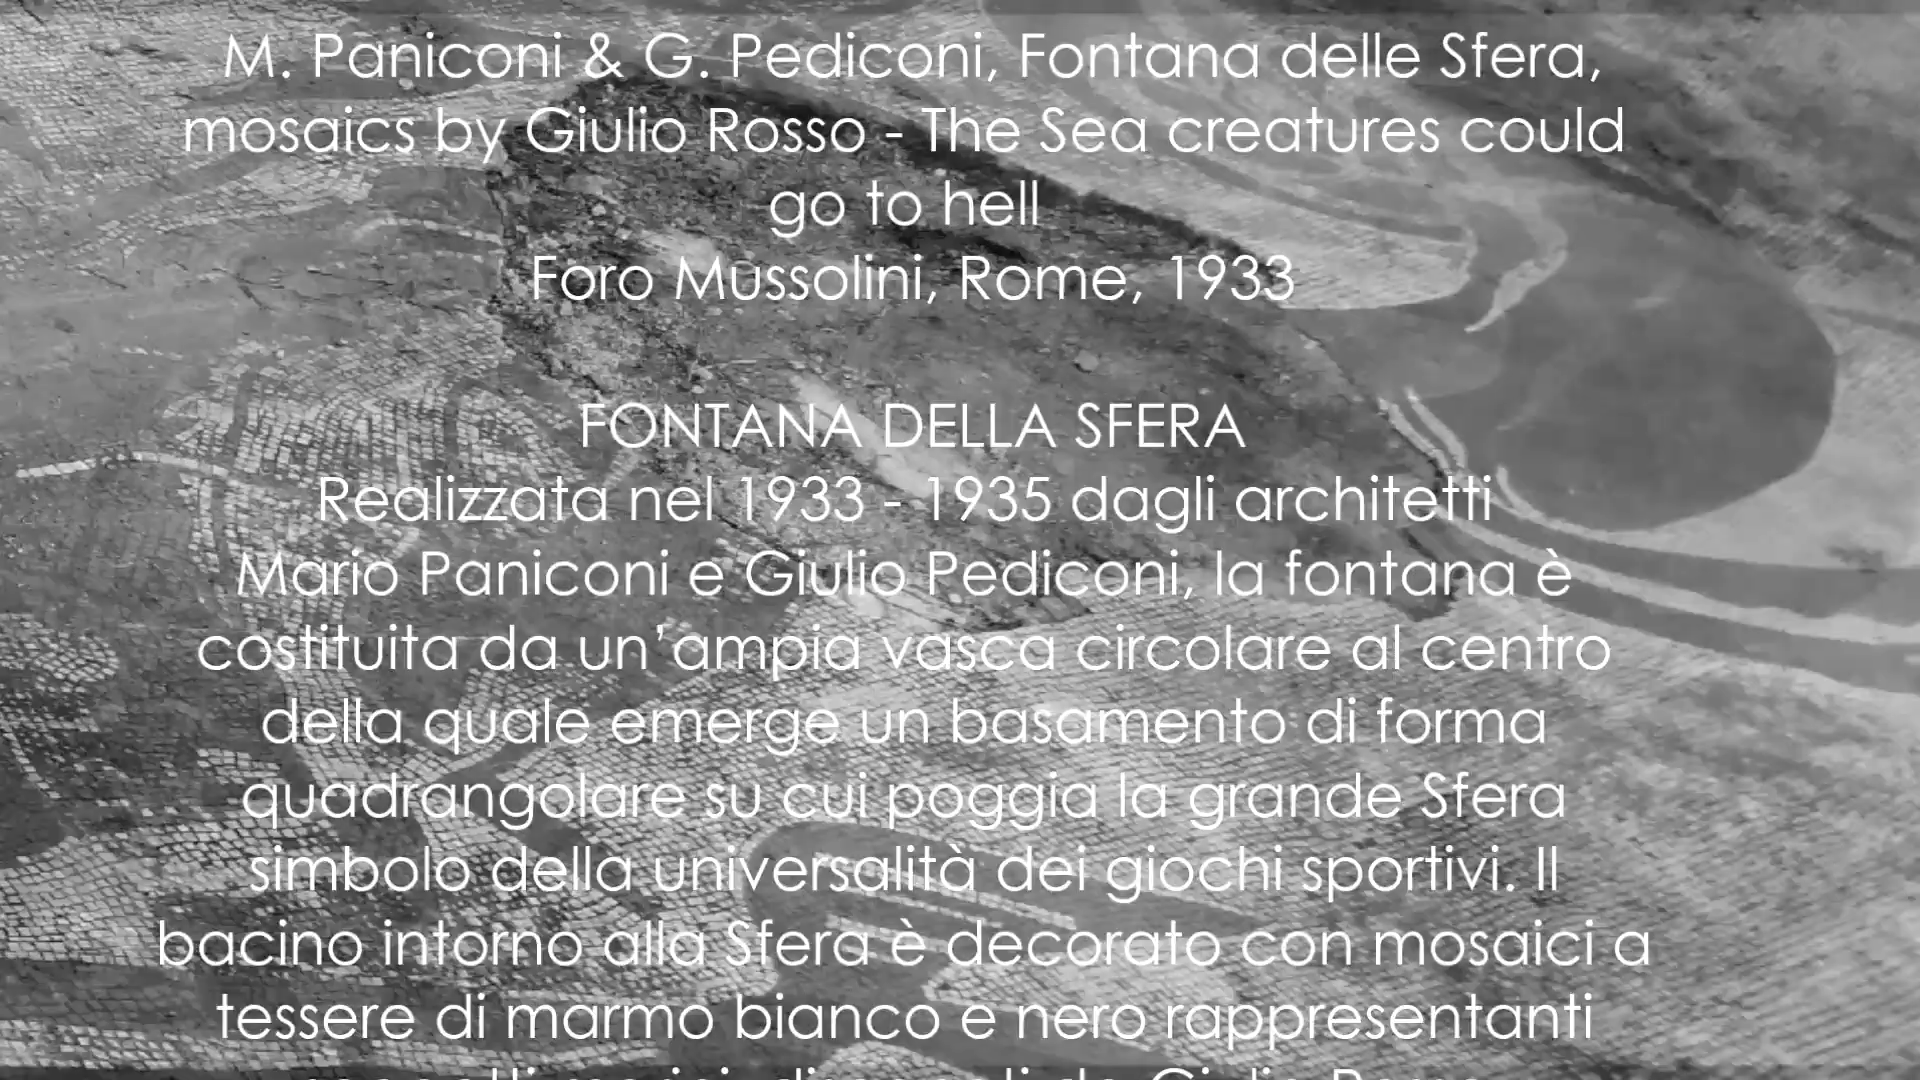 M. Paniconi & G. Pediconi, Fontana delle Sfera,
mosaics by Giulio Rosso - The Sea creatures could
go to hell
Foro Mussolini, Rome, 1933
FONTANA DELLA SFERA
Realizzata nel 1933 - 1935 dagli architetti
Mario Paniconi e Giulio Pediconi, la fontana è
costituita da un’ampia vasca circolare al centro
della quale emerge un basamento di forma
quadrangolare su cui poggia la grande Sfera
simbolo della universalità dei giochi sportivi. Il
bacino intorno alla Sfera è decorato con mosaici a
tessere di marmo bianco e nero rappresentanti